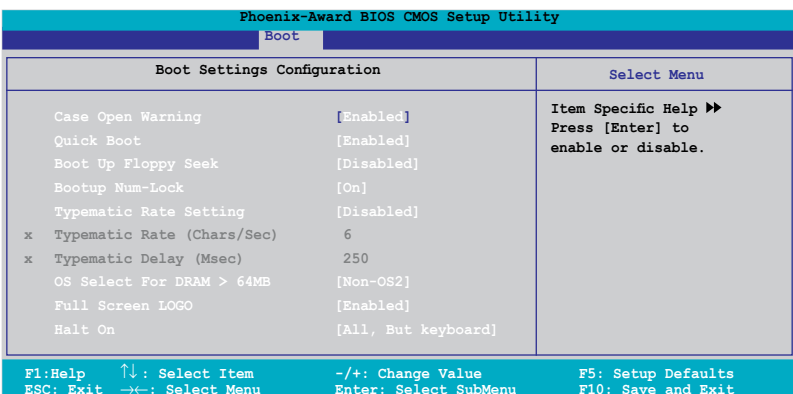 Phoenix-Award BIOS CMOS Setup Utility
Boot
Boot Settings Configuration
Select Menu
Case Open Warning [Enabled]
Quick Boot [Enabled]
Boot Up Floppy Seek [Disabled]
Bootup Num-Lock [On]
Typematic Rate Setting [Disabled]
x Typematic Rate (Chars/Sec) 6
x Typematic Delay (Msec) 250
OS Select For DRAM > 64MB [Non-OS2]
Full Screen LOGO [Enabled]
Halt On [All, But keyboard]
Item Specific Help ▶▶
Press [Enter] to
enable or disable.
F1:Help ↑↓: Select Item -/+: Change Value F5: Setup Defaults
ESC: Exit →←: Select Menu Enter: Select SubMenu F10: Save and Exit